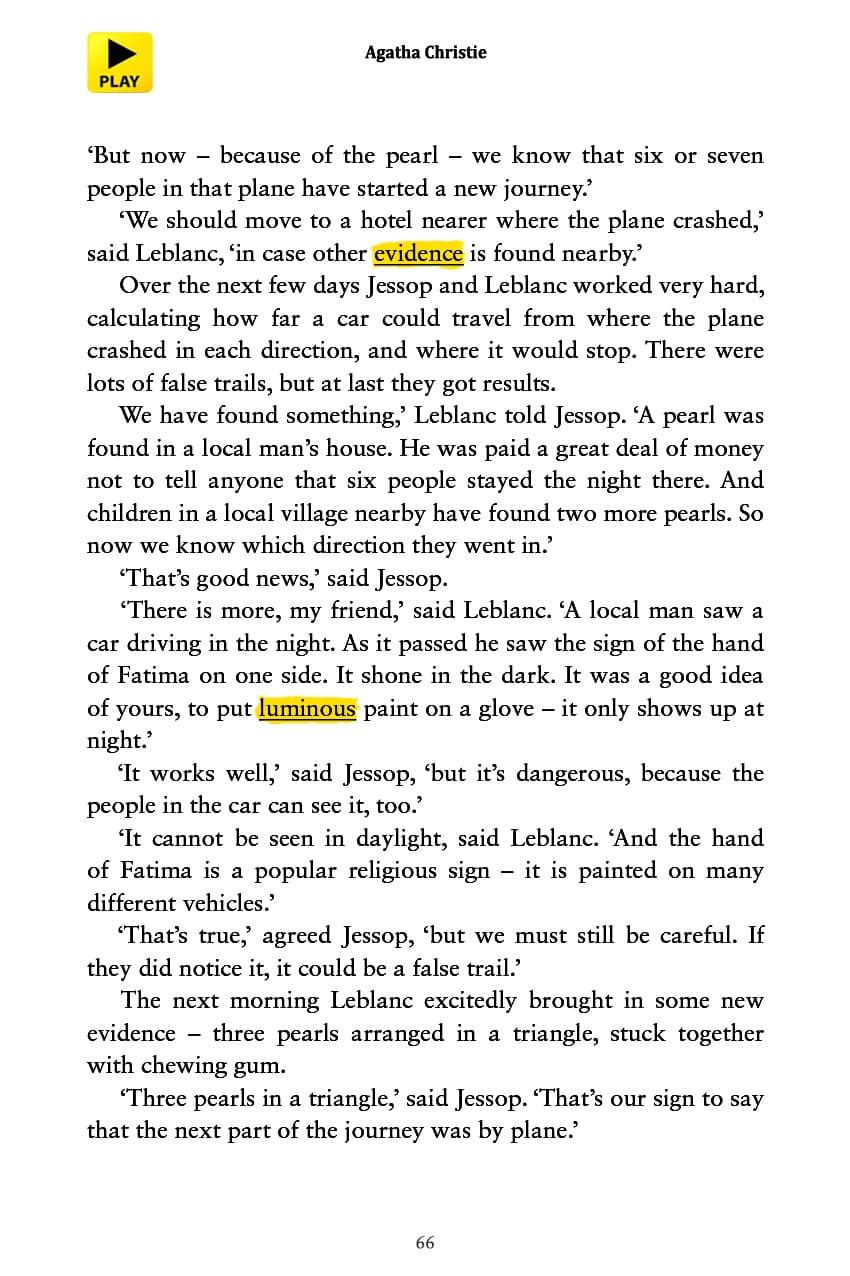 PLAY
Agatha Christie
‘But now – because of the pearl – we know that six or seven
people in that plane have started a new journey.’
‘We should move to a hotel nearer where the plane crashed,’
said Leblanc, ‘in case other evidence is found nearby.’
Over the next few days Jessop and Leblanc worked very hard,
calculating how far a car could travel from where the plane
crashed in each direction, and where it would stop. There were
lots of false trails, but at last they got results.
We have found something,’ Leblanc told Jessop. ‘A pearl was
found in a local man’s house. He was paid a great deal of money
not to tell anyone that six people stayed the night there. And
children in a local village nearby have found two more pearls. So
now we know which direction they went in.’
‘That’s good news,’ said Jessop.
‘There is more, my friend,’ said Leblanc. ‘A local man saw a
car driving in the night. As it passed he saw the sign of the hand
of Fatima on one side. It shone in the dark. It was a good idea
of yours, to put luminous paint on a glove – it only shows up at
night.’
‘It works well,’ said Jessop, ‘but it’s dangerous, because the
people in the car can see it, too.’
‘It cannot be seen in daylight, said Leblanc. ‘And the hand
of Fatima is a popular religious sign – it is painted on many
different vehicles.’
‘That’s true,’ agreed Jessop, ‘but we must still be careful. If
they did notice it, it could be a false trail.’
The next morning Leblanc excitedly brought in some new
evidence – three pearls arranged in a triangle, stuck together
with chewing gum.
‘Three pearls in a triangle,’ said Jessop. ‘That’s our sign to say
that the next part of the journey was by plane.’
66